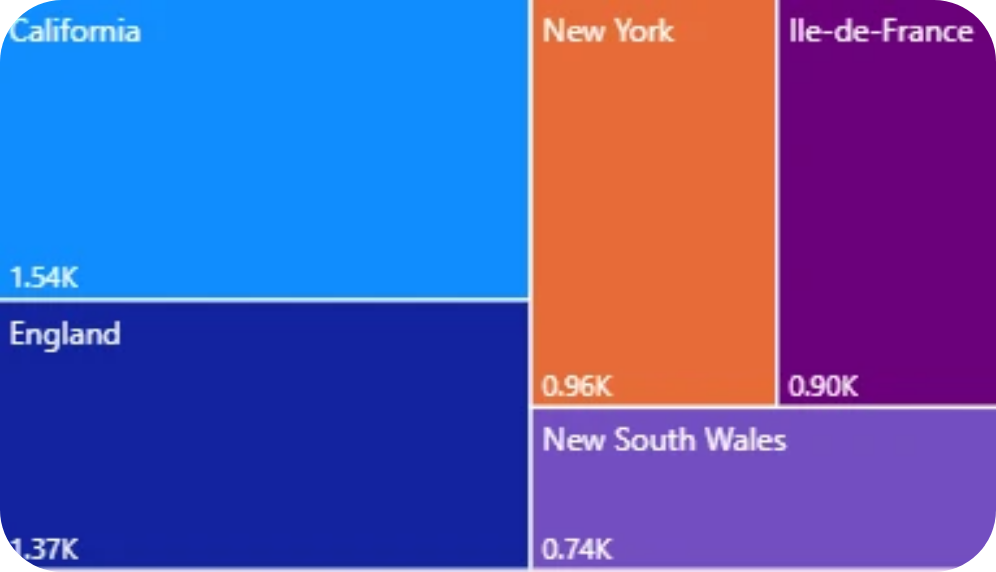 California
1.54K
England
1.37K
New York
0.96K
Ile-de-France
0.90K
New South Wales
0.74K